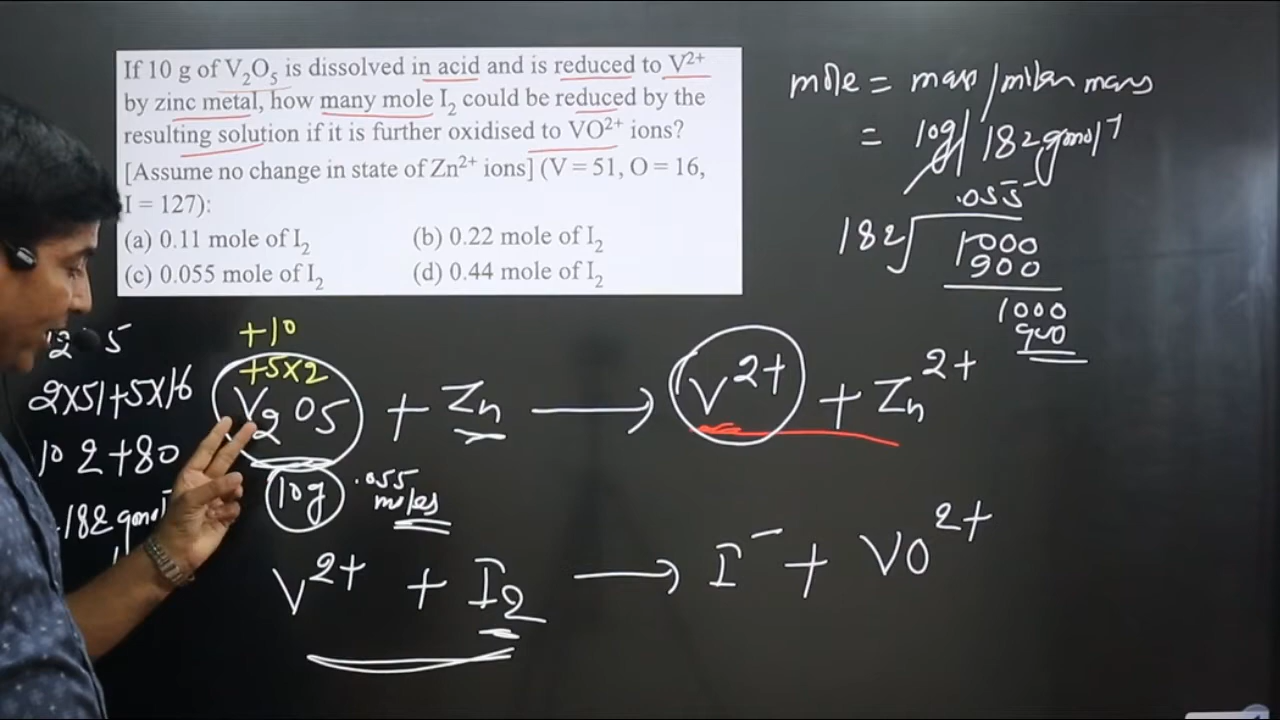 If 10 g of V₂O₅ is dissolved in acid and is reduced to V²⁺
by zinc metal, how many mole I₂ could be reduced by the
resulting solution if it is further oxidised to VO²⁺ ions?
[Assume no change in state of Zn²⁺ ions] (V = 51, O = 16,
I = 127):
(a) 0.11 mole of I₂ (b) 0.22 mole of I₂
(c) 0.055 mole of I₂ (d) 0.44 mole of I₂
mole = mass / molar mass
= 10g / 182 gmol⁻¹
.055
182 1000
900
1000
900
2×51+5×16
102+80
182 gmol
+10
+5×2
V₂O5 + Zn ⟶ V²⁺ + Zn²⁺
10g .055
moles
V²⁺ + I₂ ⟶ I⁻ + VO²⁺